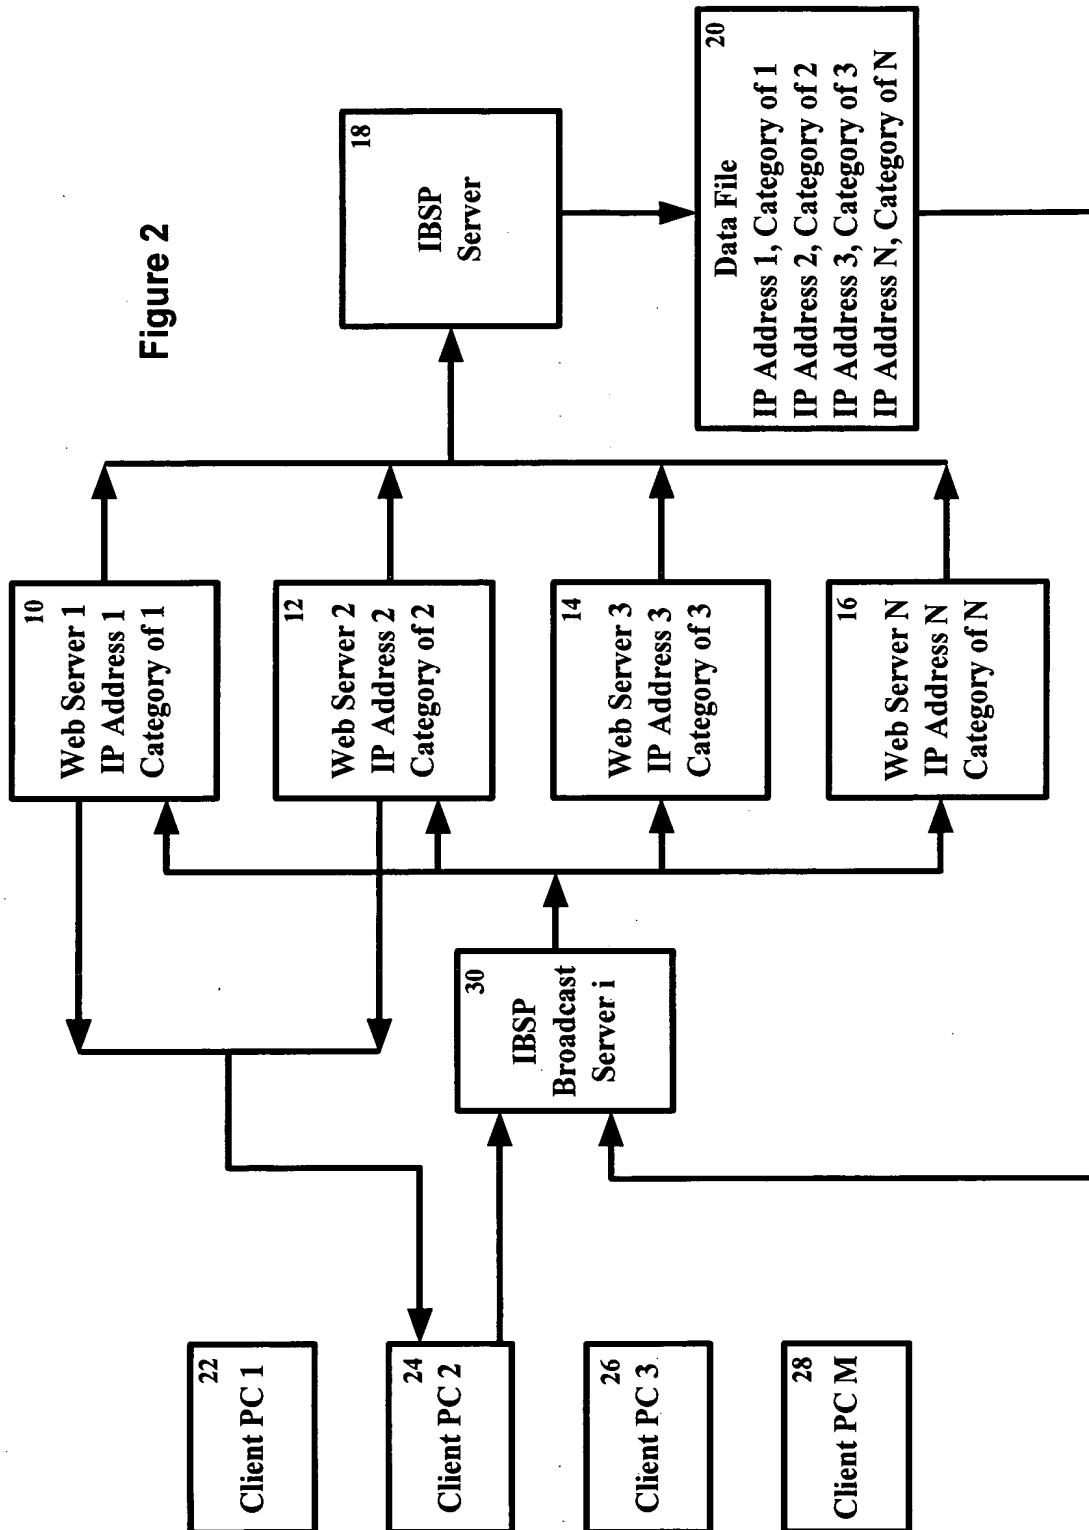 Figure 2
10
Web Server 1
IP Address 1
Category of 1
12
Web Server 2
IP Address 2
Category of 2
14
Web Server 3
IP Address 3
Category of 3
16
Web Server N
IP Address N
Category of N
18
IBSP
Server
20
Data File
IP Address 1, Category of 1
IP Address 2, Category of 2
IP Address 3, Category of 3
IP Address N, Category of N
30
IBSP
Broadcast
Server i
22
Client PC 1
24
Client PC 2
26
Client PC 3
28
Client PC M